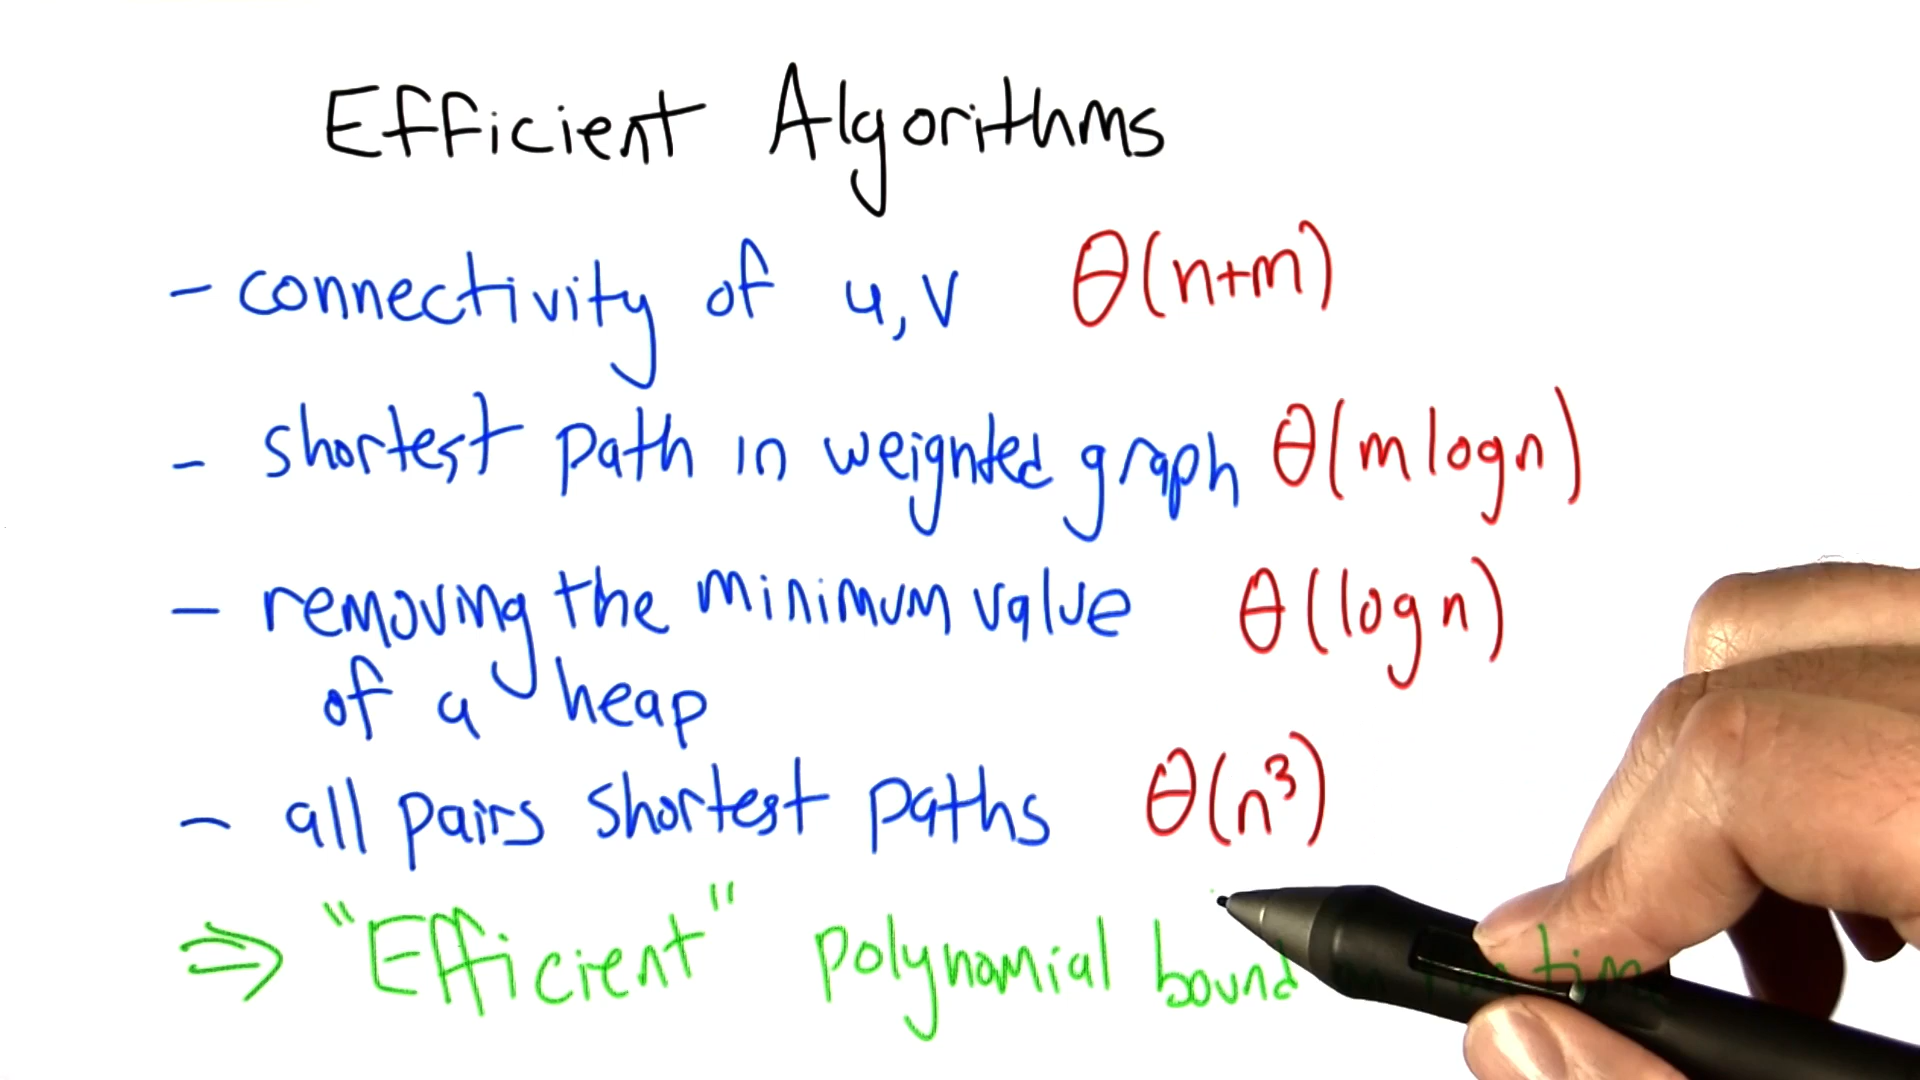 Efficient Algorithms
- connectivity of u, v Θ(n+m)
- shortest path in weighted graph Θ(m log n)
- removing the minimum value Θ(log n)
of a heap
- all pairs shortest paths Θ(n³)
⇒ "Efficient" polynomial bound